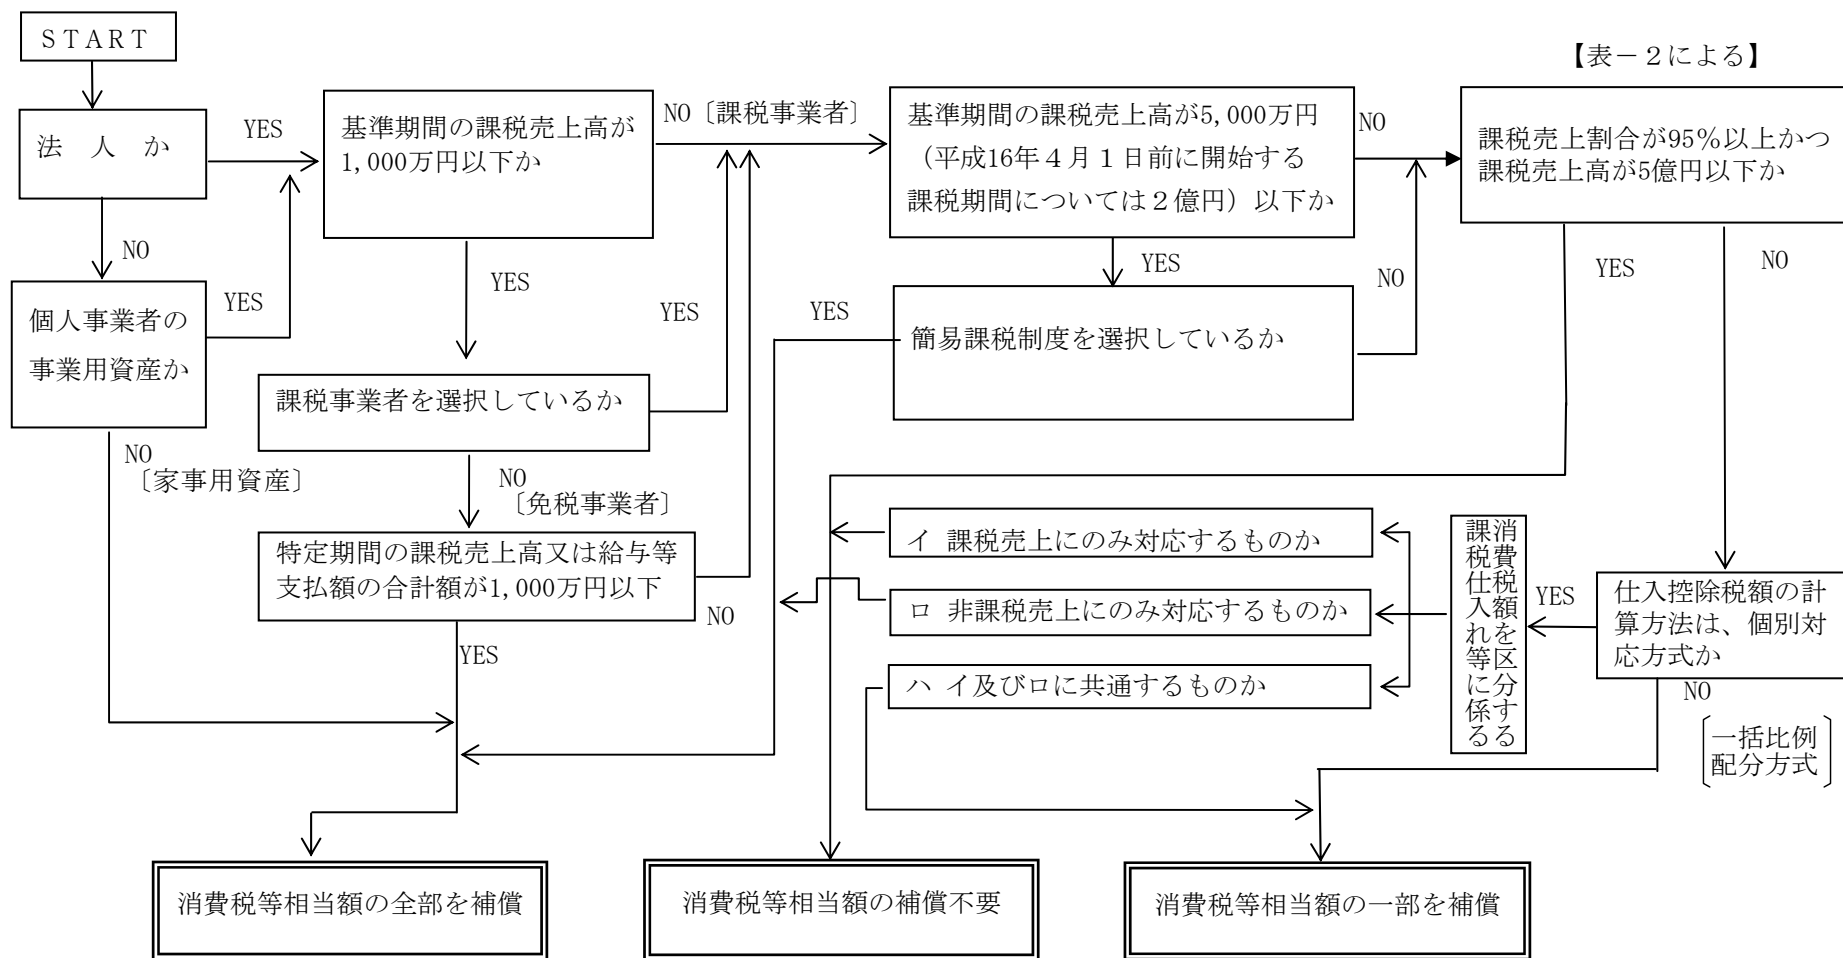 START
法 人 か
YES
NO
個人事業者の
事業用資産か
YES
NO
〔家事用資産〕
基準期間の課税売上高が
1,000万円以下か
NO〔課税事業者〕
YES
課税事業者を選択しているか
YES
NO
〔免税事業者〕
特定期間の課税売上高又は給与等
支払額の合計額が1,000万円以下
NO
YES
基準期間の課税売上高が5,000万円
（平成16年４月１日前に開始する
課税期間については２億円）以下か
NO
YES
簡易課税制度を選択しているか
YES
NO
【表－２による】
課税売上割合が95％以上かつ
課税売上高が5億円以下か
YES
NO
仕入控除税額の計
算方法は、個別対
応方式か
YES
NO
一括比例
配分方式
消費税額を区分する
課税仕入れ等に係る
イ 課税売上にのみ対応するものか
ロ 非課税売上にのみ対応するものか
ハ イ及びロに共通するものか
消費税等相当額の全部を補償
消費税等相当額の補償不要
消費税等相当額の一部を補償